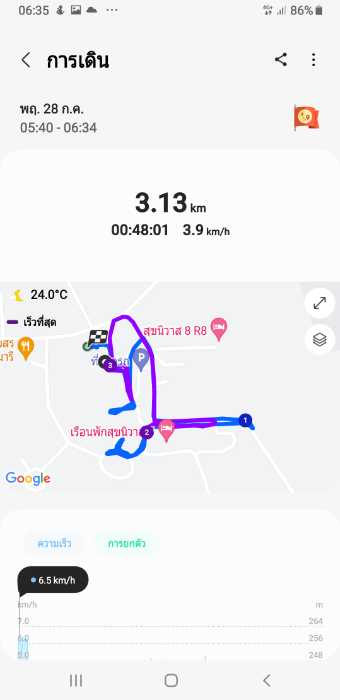 06:35 86%
การเดิน
พฤ. 28 ก.ค.
05:40 - 06:34
3.13 km
00:48:01 3.9 km/h
24.0°C
เร็วที่สุด
สุขนิวาส 8 R8
P
3
เรือนพักสุขนิวา
2
1
Google
ความเร็ว การยกตัว
6.5 km/h
km/h m
7.0 264
6.0 256
5.0 248